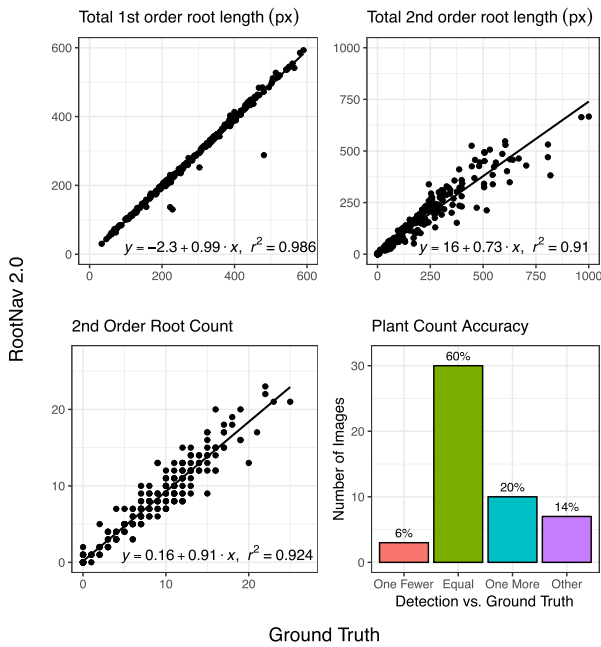 Total 1st order root length (px)
600
400
200
0
y = −2.3 + 0.99 · x, r² = 0.986
0 200 400 600
Total 2nd order root length (px)
1000
750
500
250
0
y = 16 + 0.73 · x, r² = 0.91
0 250 500 750 1000
RootNav 2.0
2nd Order Root Count
20
10
0
y = 0.16 + 0.91 · x, r² = 0.924
0 10 20
Plant Count Accuracy
Number of Images
30
20
10
0
6%
60%
20%
14%
One Fewer Equal One More Other
Detection vs. Ground Truth
Ground Truth